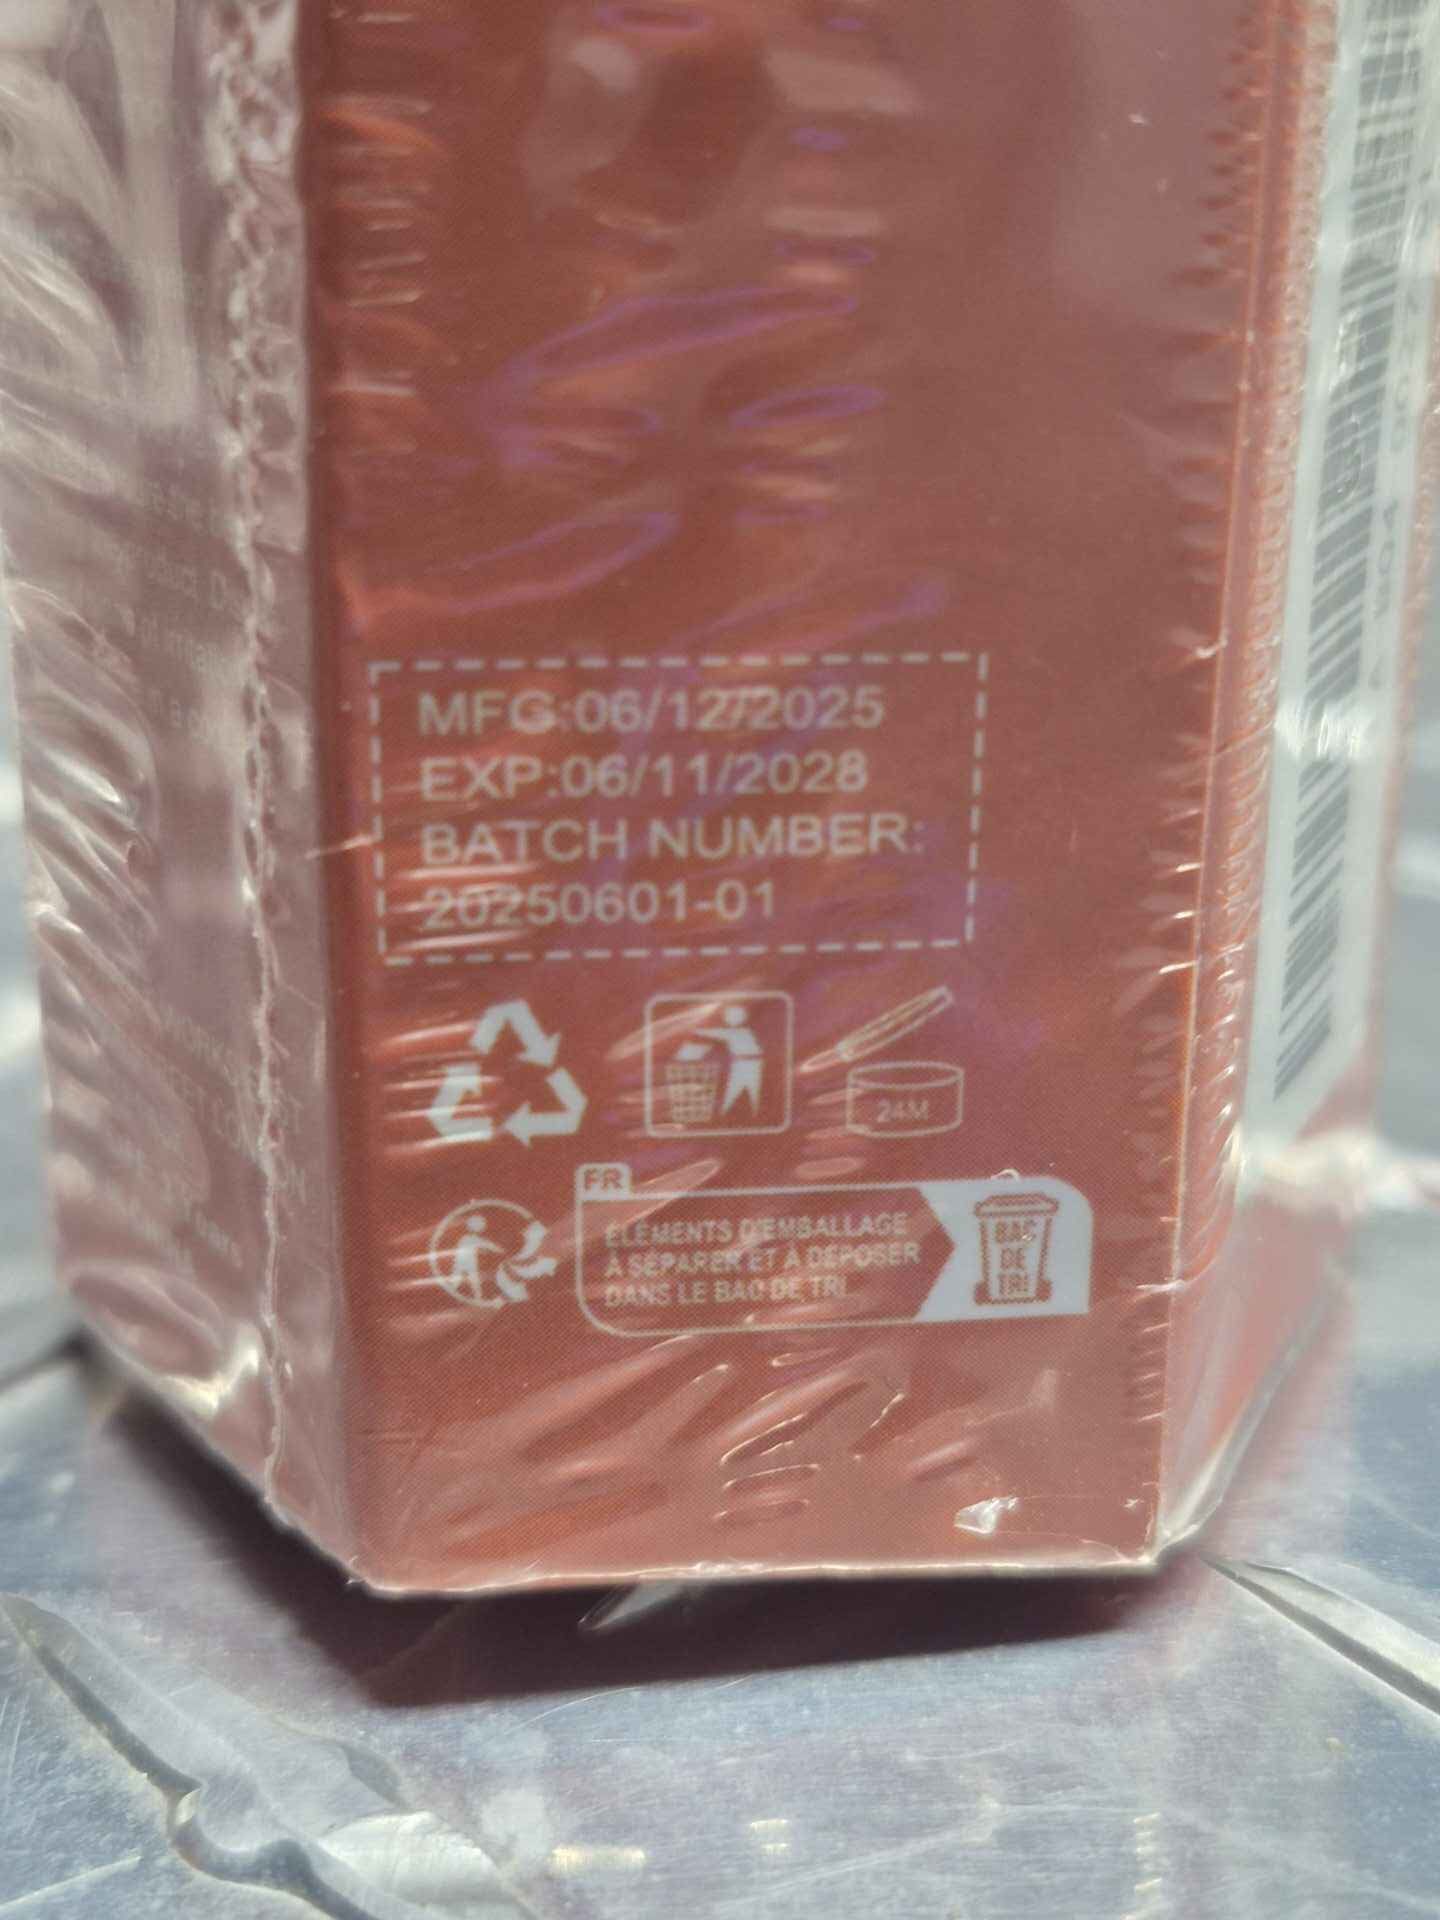 MFG:06/12/2025
EXP:06/11/2028
BATCH NUMBER:
20250601-01
24M
FR
ÉLÉMENTS D'EMBALLAGE
À SÉPARER ET À DÉPOSER
DANS LE BAC DE TRI
BAC
DE
TRI